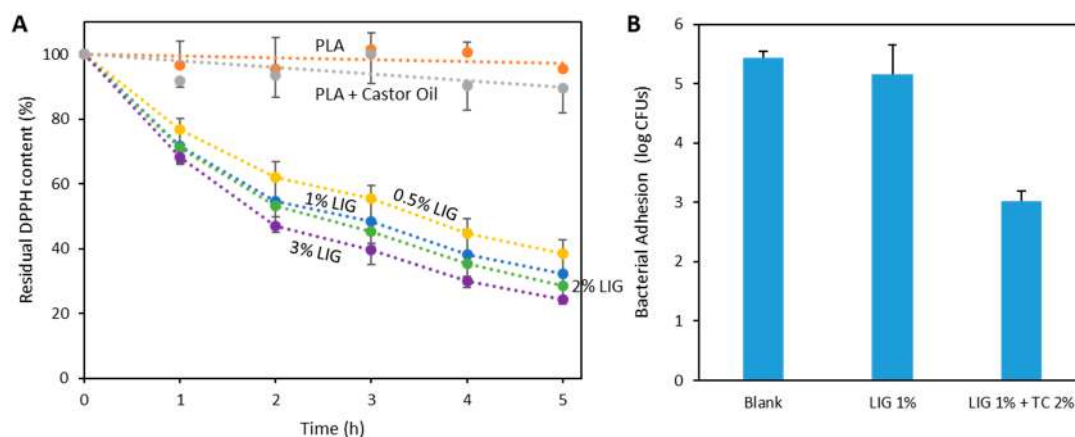 A
Residual DPPH content (%)
100
80
60
40
20
0
PLA
PLA + Castor Oil
0.5% LIG
1% LIG
3% LIG
2% LIG
0 1 2 3 4 5
Time (h)
B
Bacterial Adhesion (log CFUs)
6
5
4
3
2
1
0
Blank LIG 1% LIG 1% + TC 2%